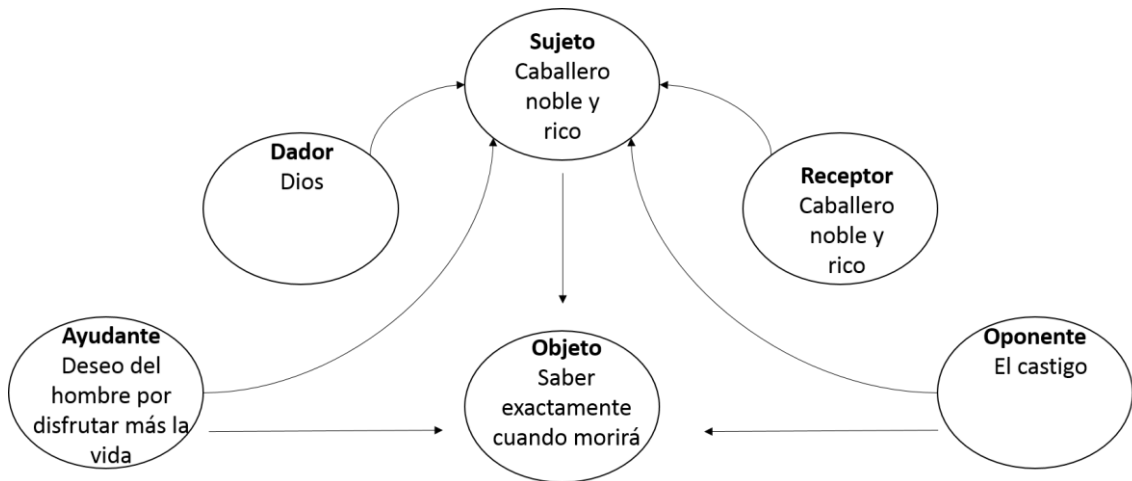 Sujeto
Caballero
noble y
rico
Dador
Dios
Receptor
Caballero
noble y
rico
Ayudante
Deseo del
hombre por
disfrutar más la
vida
Objeto
Saber
exactamente
cuando morirá
Oponente
El castigo